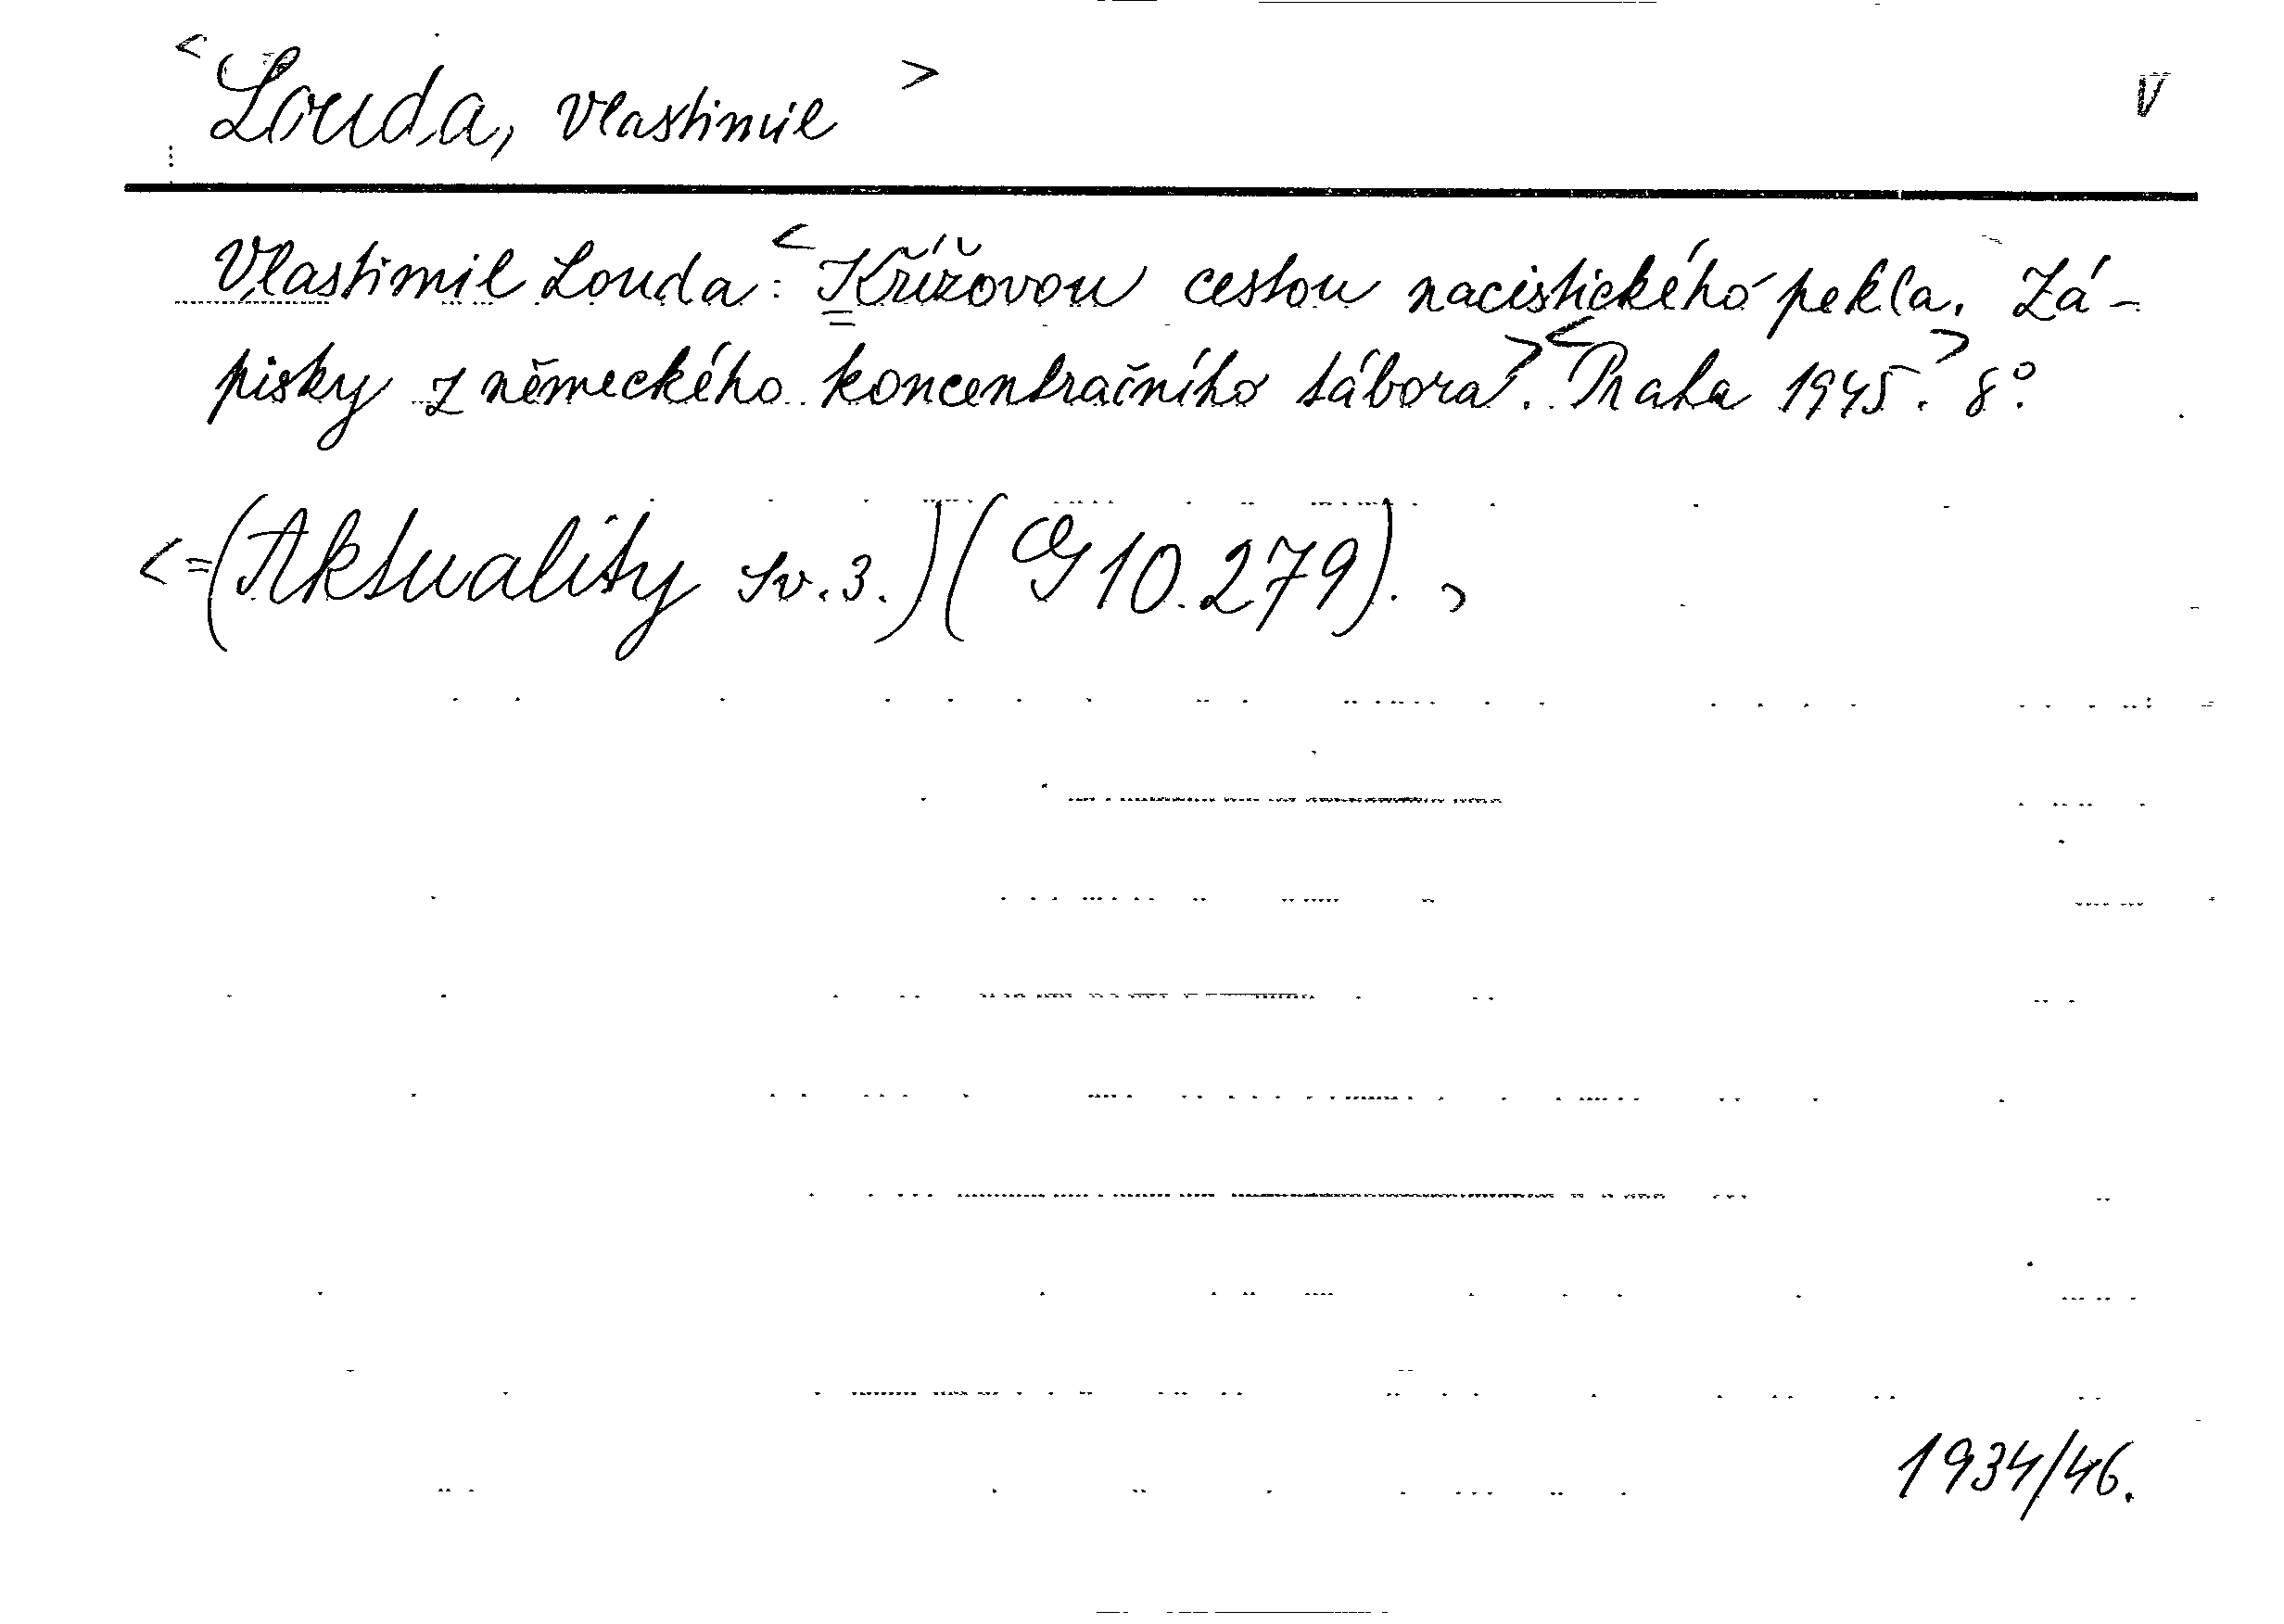 <Louda, Vlastimil> V
Vlastimil Louda: <Křížovou cestou nacistického pekla. Zá-
pisky z německého koncentračního tábora>. <Praha 1945.> 8°.
<=(Aktuality sv. 3.) (G 10.279). >
1934/46.